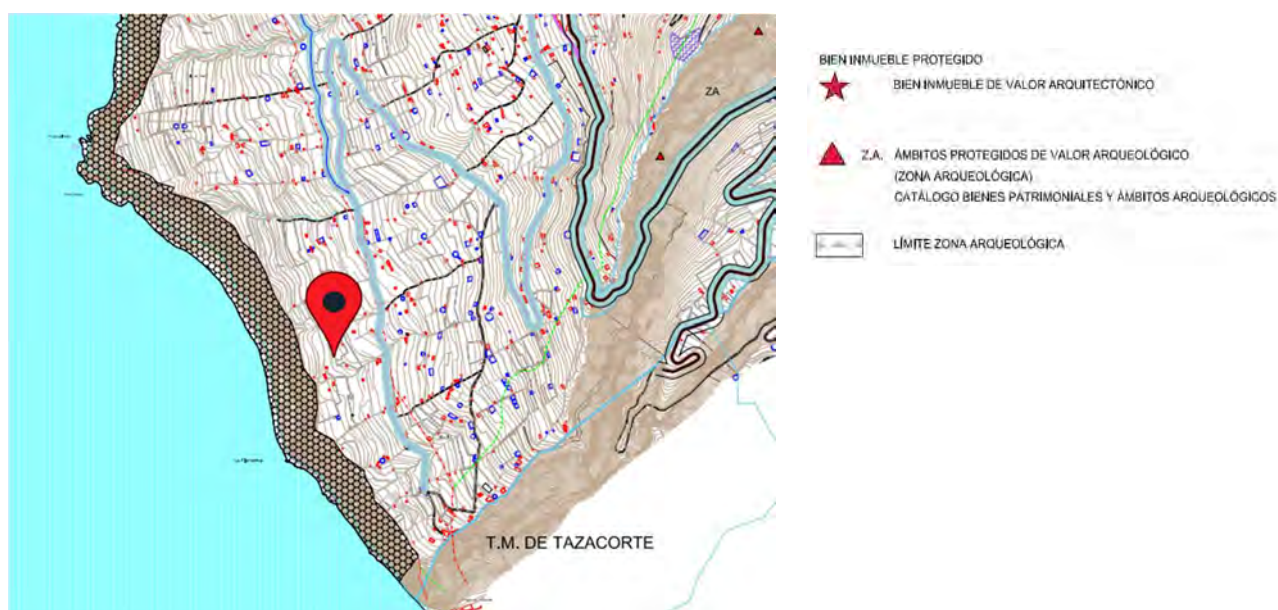 ZA
T.M. DE TAZACORTE
BIEN INMUEBLE PROTEGIDO
BIEN INMUEBLE DE VALOR ARQUITECTÓNICO
Z.A. ÁMBITOS PROTEGIDOS DE VALOR ARQUEOLÓGICO
(ZONA ARQUEOLÓGICA)
CATÁLOGO BIENES PATRIMONIALES Y ÁMBITOS ARQUEOLÓGICOS
LÍMITE ZONA ARQUEOLÓGICA